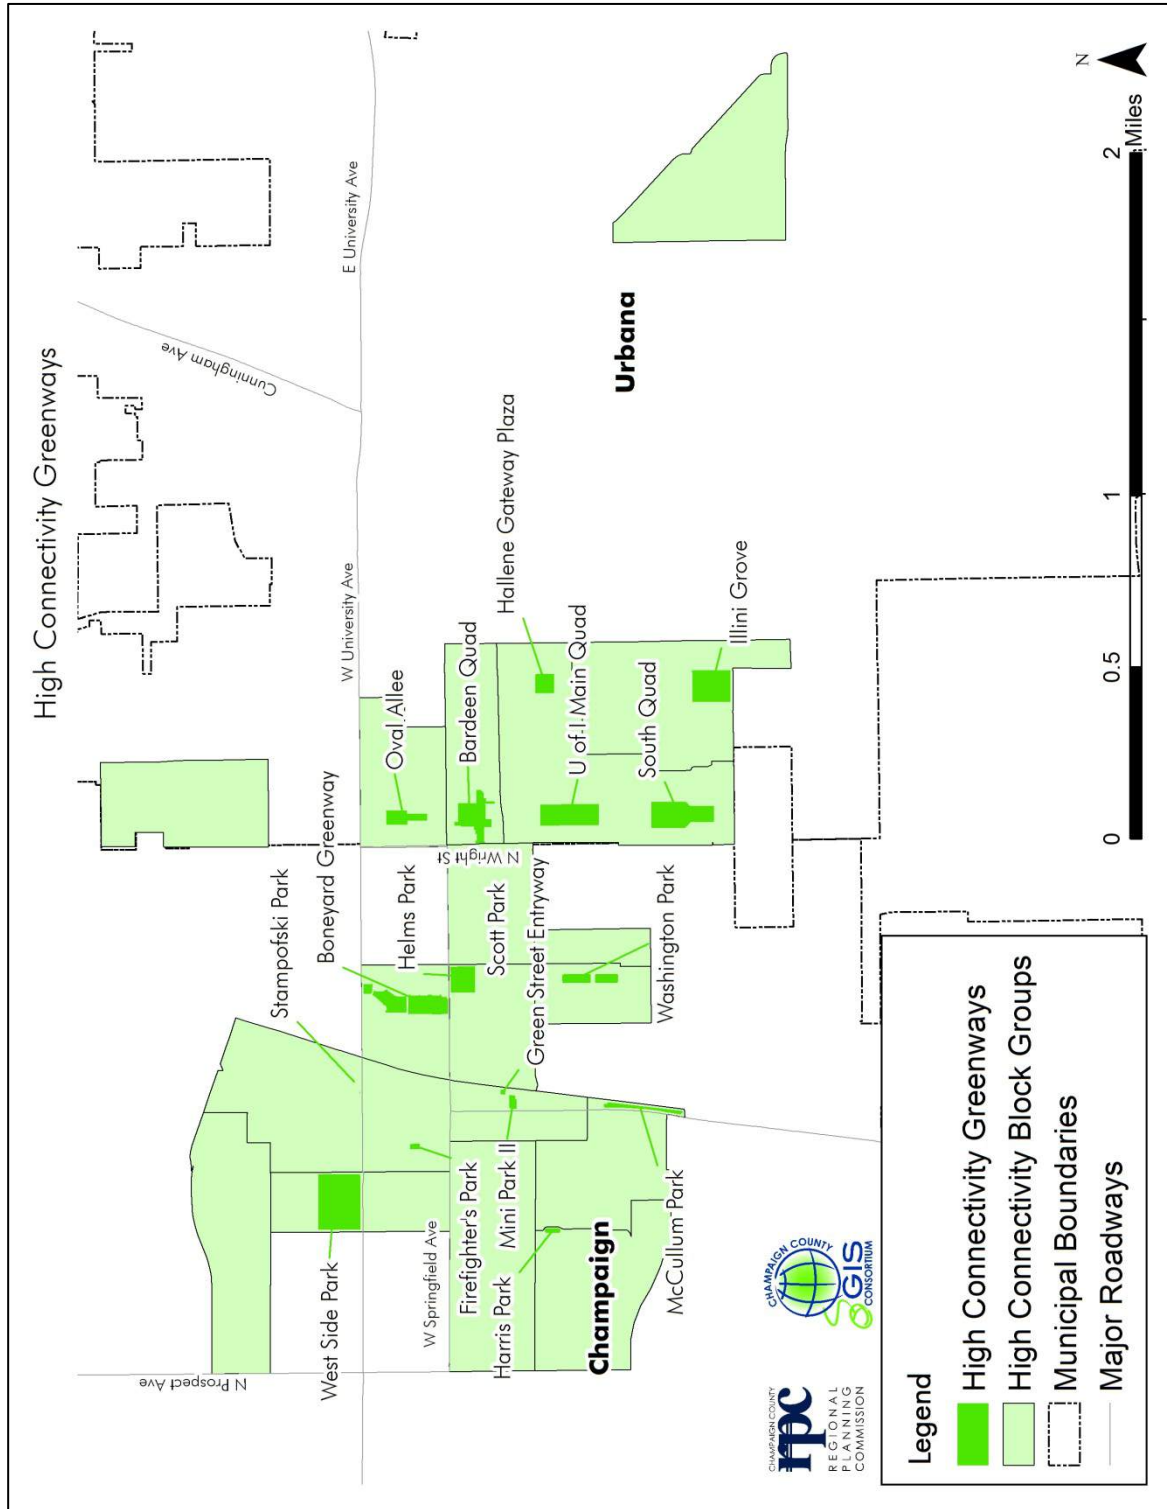 High Connectivity Greenways
N Prospect Ave
Cunningham Ave
E University Ave
W University Ave
West Side Park
Stampofski Park
Boneyard Greenway
Oval Allee
Helms Park
Bardeen Quad
N Wright St
W Springfield Ave
Firefighter's Park
Scott Park
Hallene Gateway Plaza
Harris Park
Mini Park II
Green Street Entryway
U of I Main Quad
Champaign
Urbana
McCullum Park
Washington Park
South Quad
Illini Grove
CHAMPAIGN COUNTY
rpc
REGIONAL
PLANNING
COMMISSION
CHAMPAIGN COUNTY
GIS
CONSORTIUM
Legend
High Connectivity Greenways
High Connectivity Block Groups
Municipal Boundaries
Major Roadways
0
0.5
1
2
Miles
N